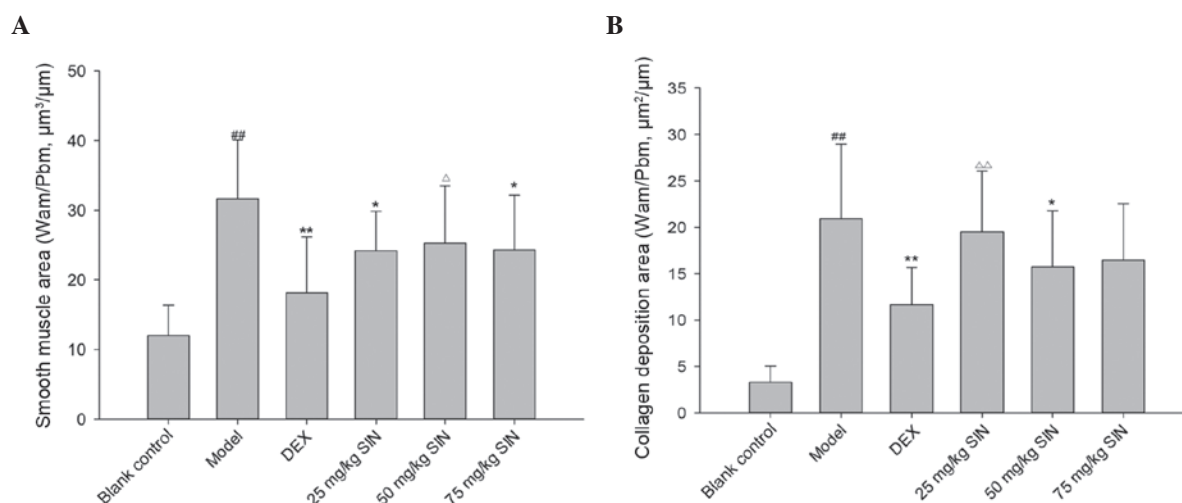 A
Smooth muscle area (Wam/Pbm, μm³/μm)
50
40
30
20
10
0
##
**
*
△
*
Blank control
Model
DEX
25 mg/kg SIN
50 mg/kg SIN
75 mg/kg SIN
B
Collagen deposition area (Wam/Pbm, μm²/μm)
35
30
25
20
15
10
5
0
##
**
△△
*
Blank control
Model
DEX
25 mg/kg SIN
50 mg/kg SIN
75 mg/kg SIN